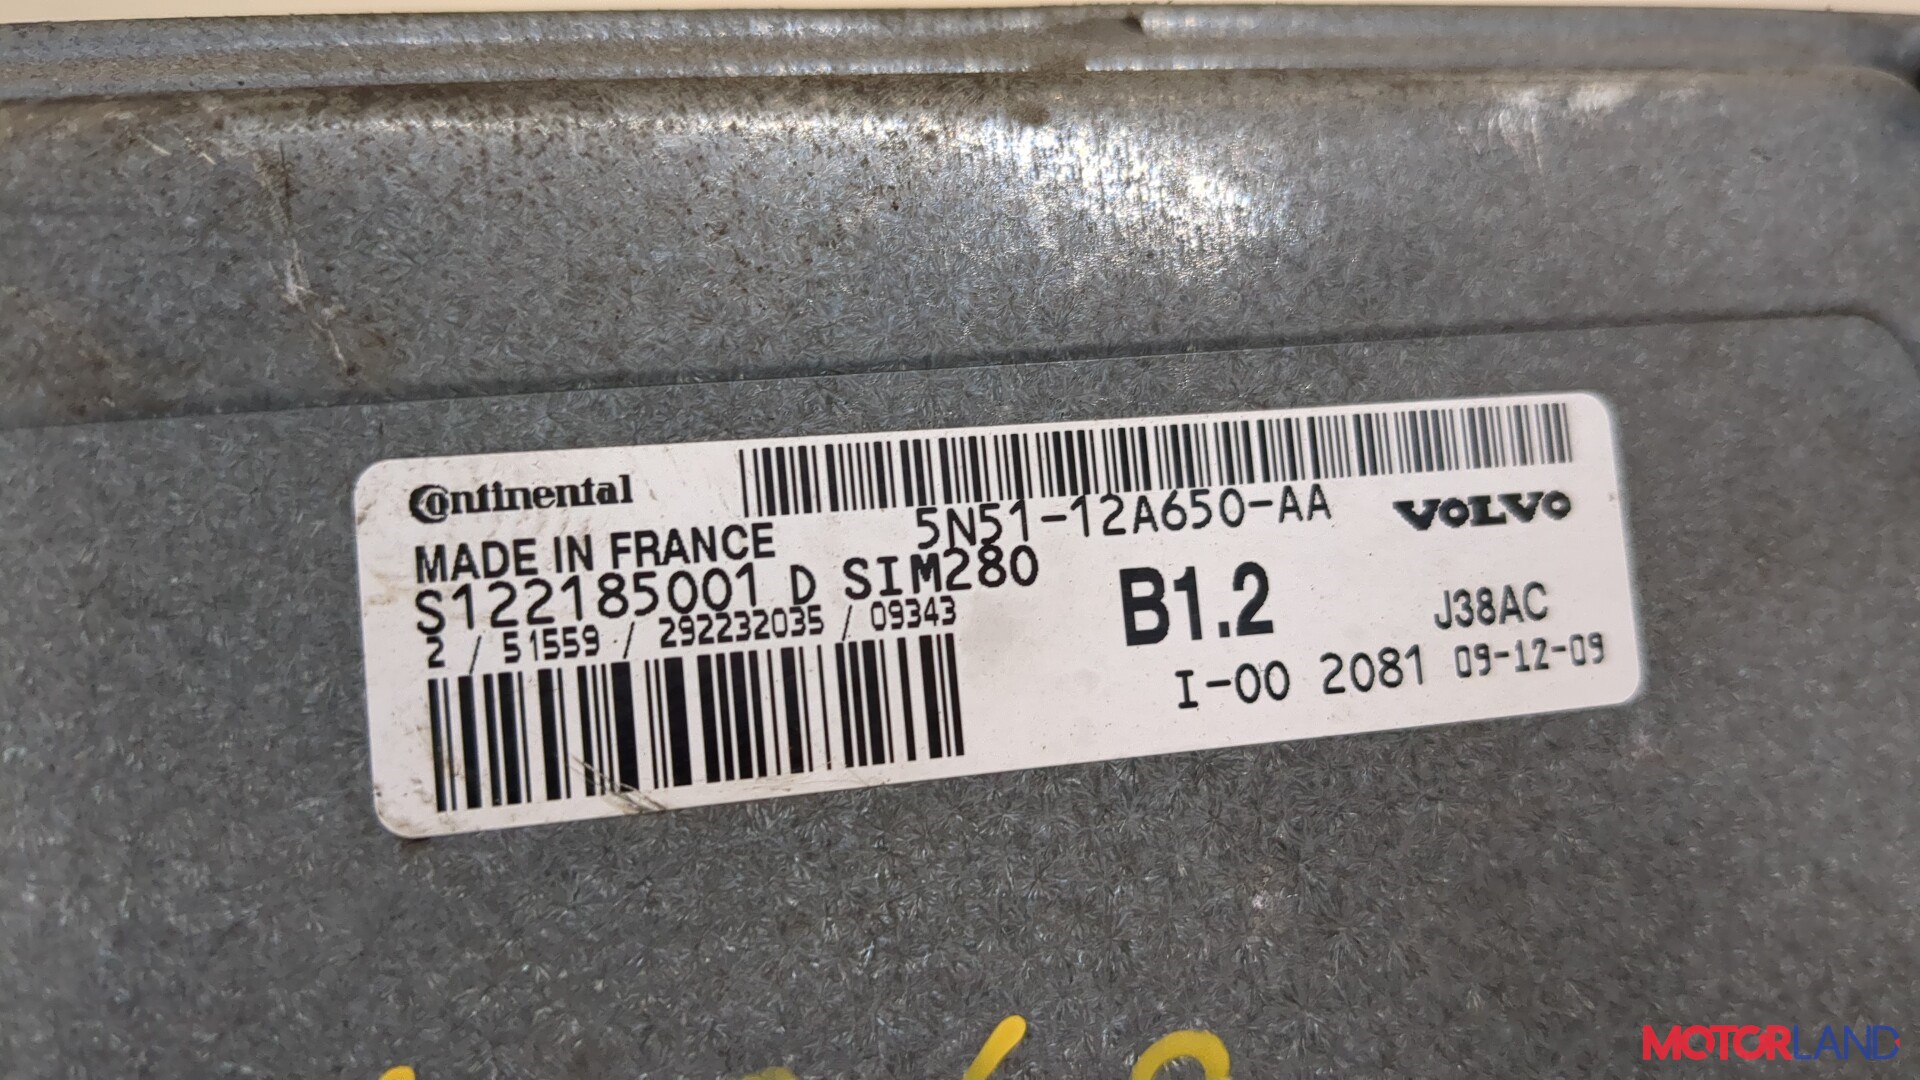 Continental
5N51-12A650-AA
VOLVO
MADE IN FRANCE
S122185001 D SIM280
2 / 51559 / 292232035 / 09343
B1.2
J38AC
I-00 2081 09-12-09
MOTORLAND